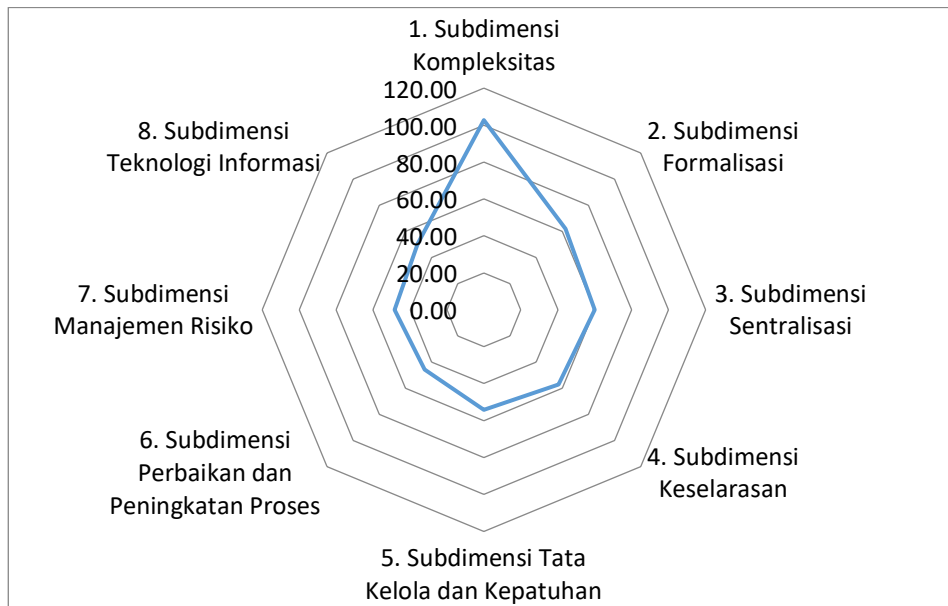 1. Subdimensi
Kompleksitas
120.00
100.00
80.00
60.00
40.00
20.00
0.00
2. Subdimensi
Formalisasi
3. Subdimensi
Sentralisasi
4. Subdimensi
Keselarasan
5. Subdimensi Tata
Kelola dan Kepatuhan
6. Subdimensi
Perbaikan dan
Peningkatan Proses
7. Subdimensi
Manajemen Risiko
8. Subdimensi
Teknologi Informasi